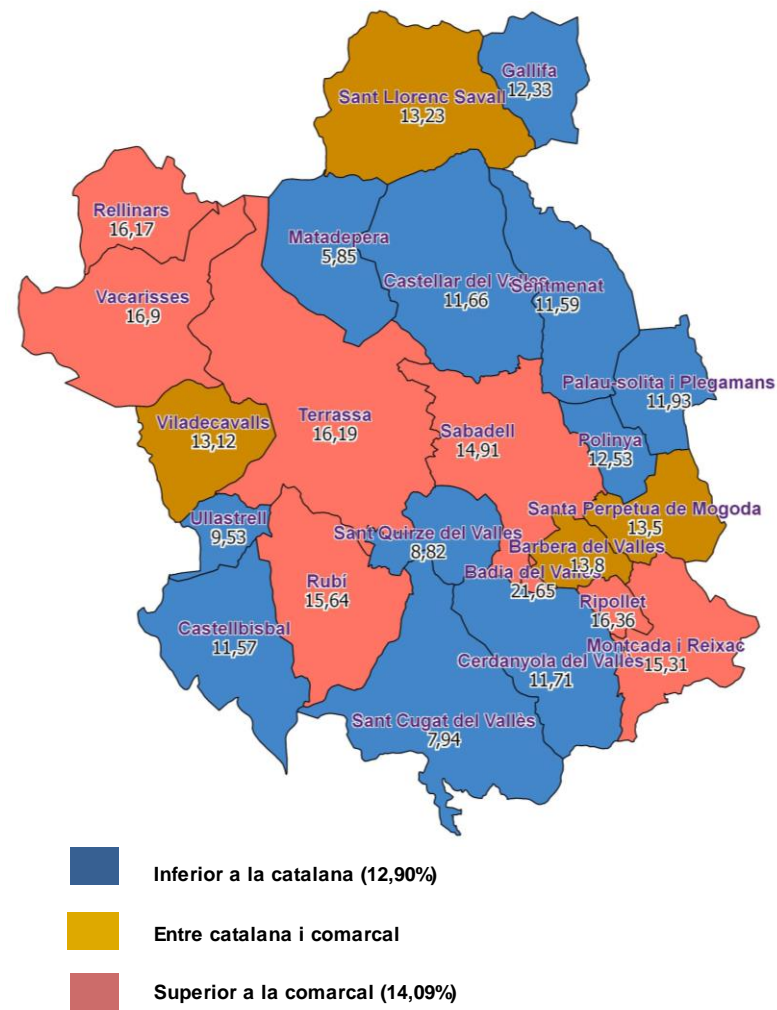 Gallifa
12,33
Sant Llorenc Savall
13,23
Rellinars
16,17
Matadepera
5,85
Castellar del Valles
11,66
Sentmenat
11,59
Vacarisses
16,9
Palau-solita i Plegamans
11,93
Viladecavalls
13,12
Terrassa
16,19
Sabadell
14,91
Polinya
12,53
Santa Perpetua de Mogoda
13,5
Ullastrell
9,53
Sant Quirze del Valles
8,82
Barbera del Valles
13,8
Badia del Valles
21,65
Rubí
15,64
Ripollet
16,36
Castellbisbal
11,57
Montcada i Reixac
15,31
Cerdanyola del Vallès
11,71
Sant Cugat del Vallès
7,94
Inferior a la catalana (12,90%)
Entre catalana i comarcal
Superior a la comarcal (14,09%)